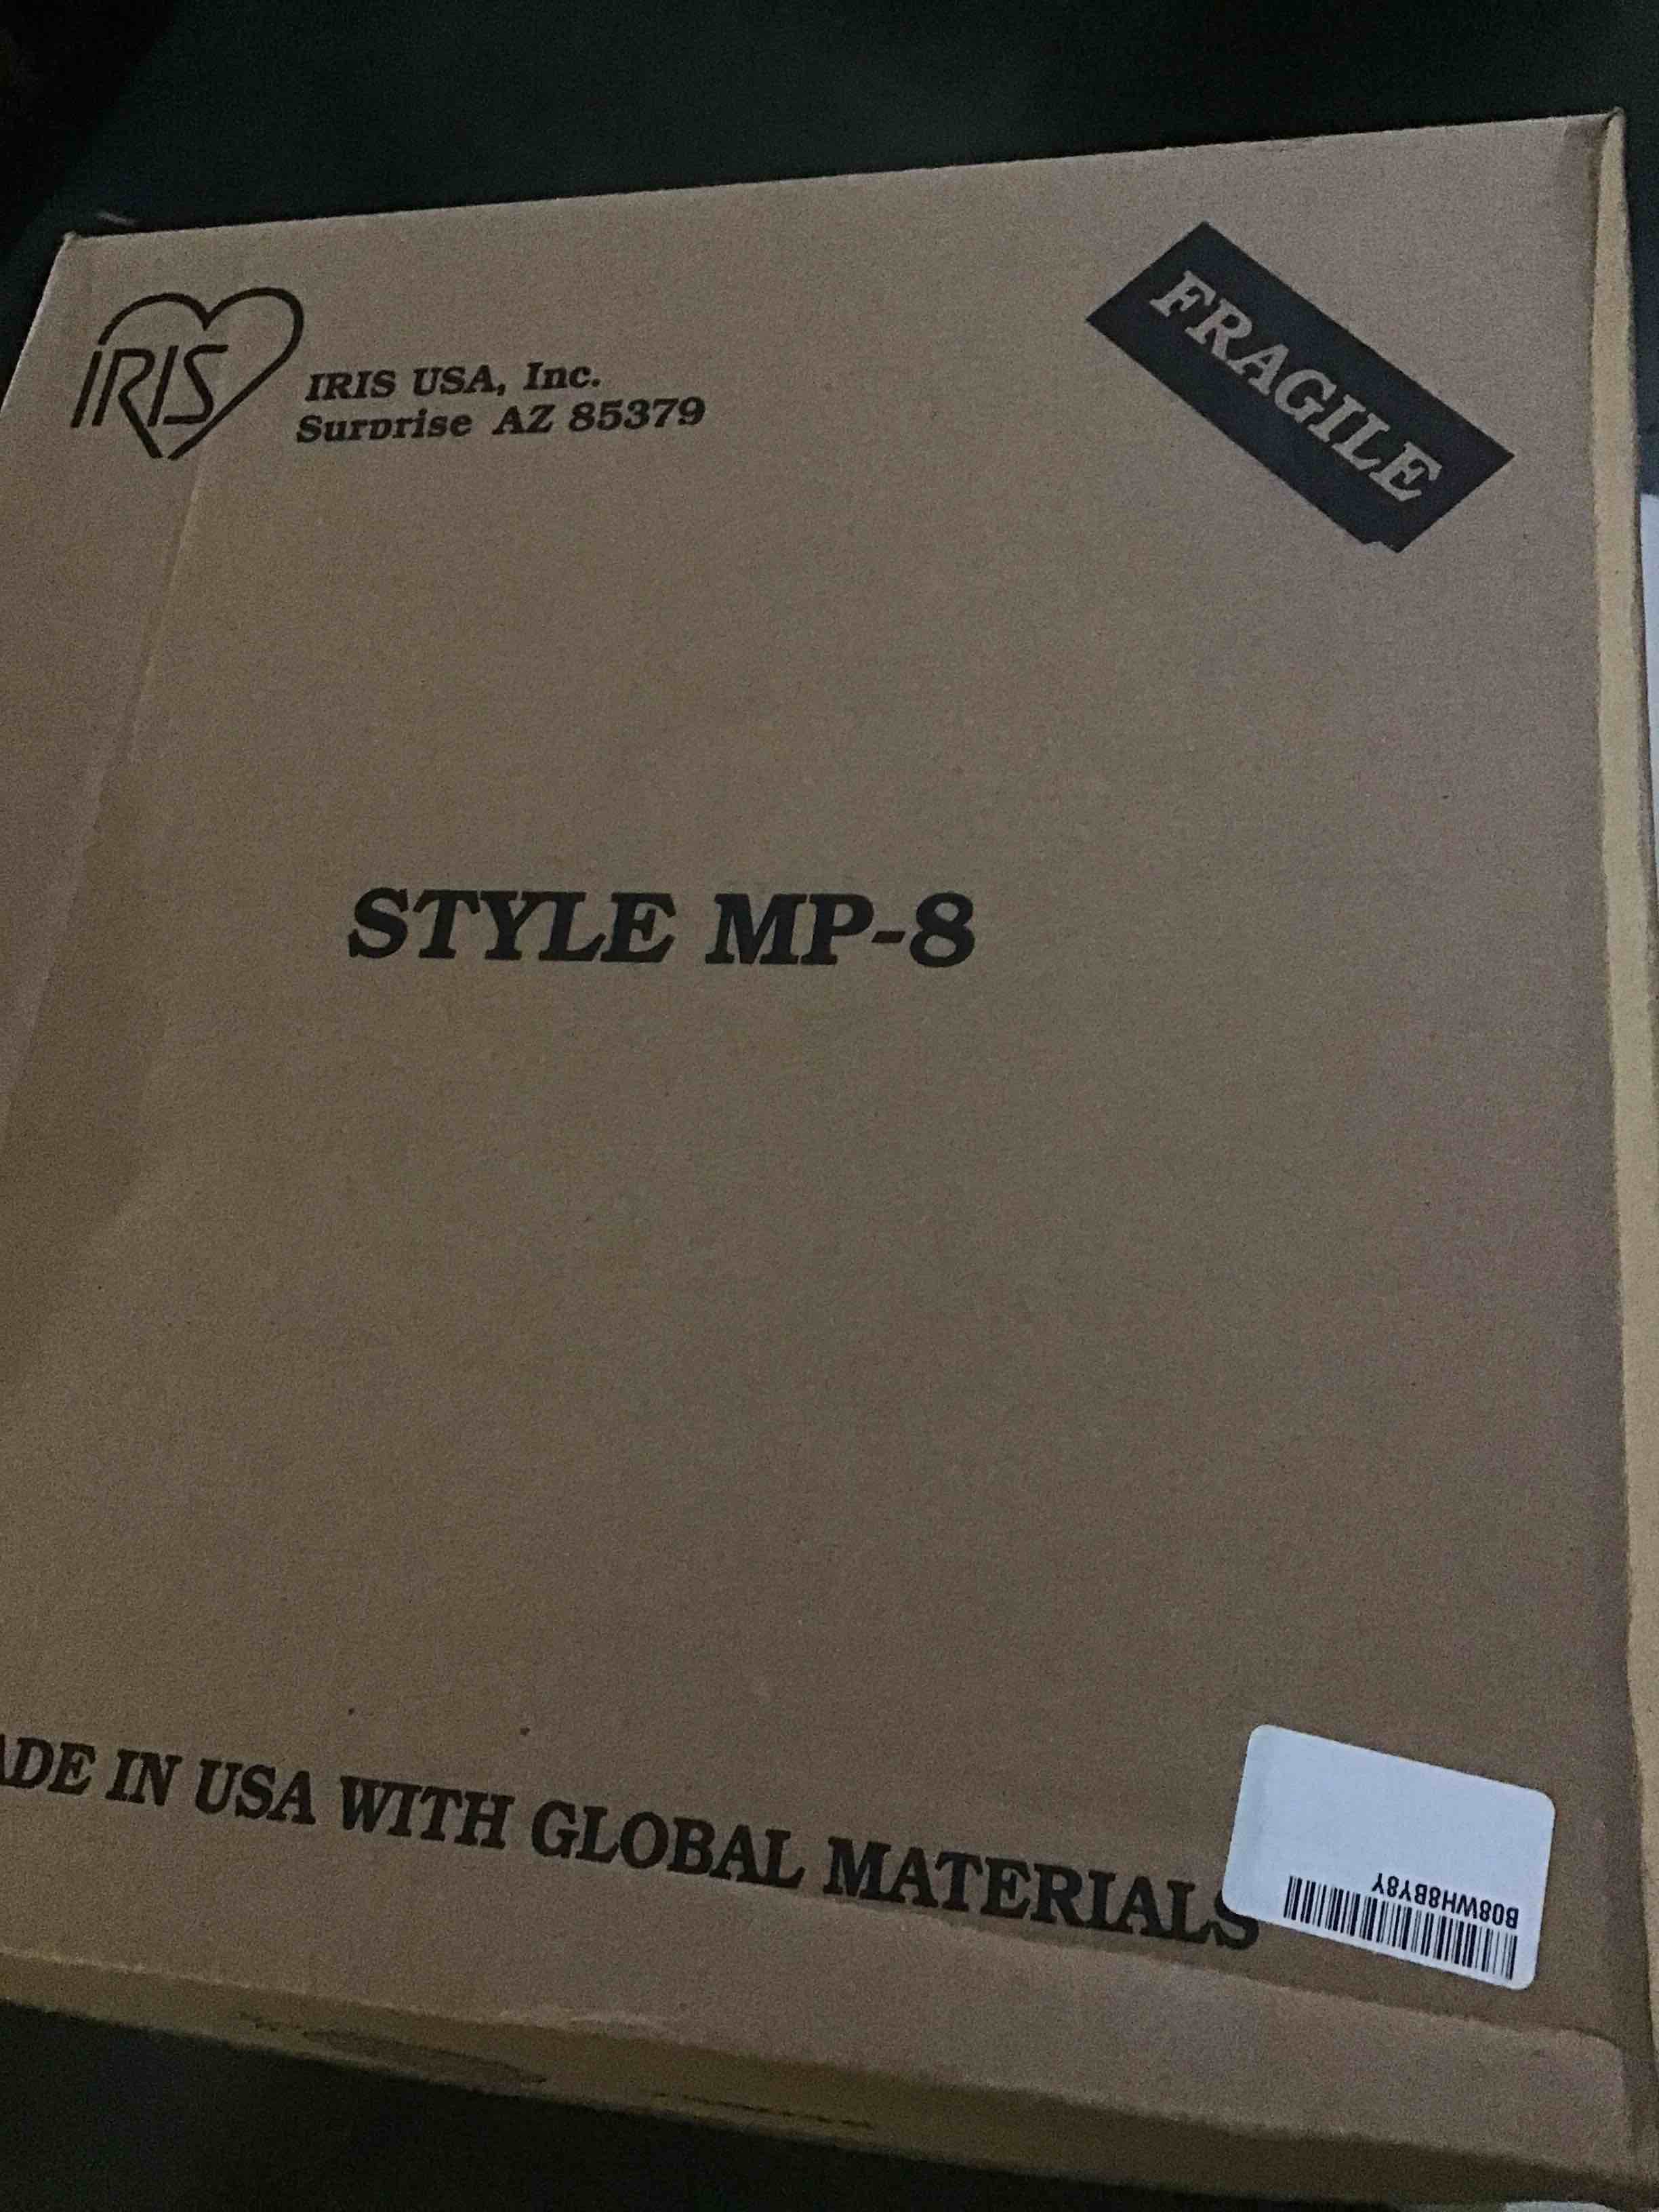 IRIS
IRIS USA, Inc.
Surprise AZ 85379
FRAGILE
STYLE MP-8
ADE IN USA WITH GLOBAL MATERIALS
B08WH8BY8Y